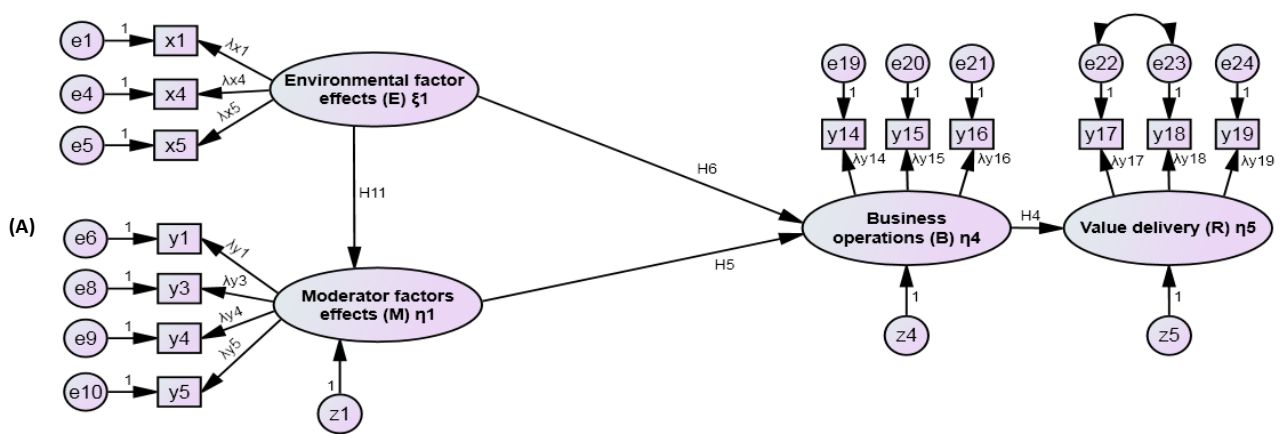 (A)
e1
1
x1
λx1
e4
1
x4
λx4
e5
1
x5
λx5
Environmental factor
effects (E) ξ1
H11
H6
e6
1
y1
λy1
e8
1
y3
λy3
e9
1
y4
λy4
e10
1
y5
λy5
Moderator factors
effects (M) η1
1
z1
H5
e19
e20
e21
1
1
1
y14
y15
y16
λy14
λy15
λy16
Business
operations (B) η4
1
z4
H4
e22
e23
e24
1
1
1
y17
y18
y19
λy17
λy18
λy19
Value delivery (R) η5
1
z5